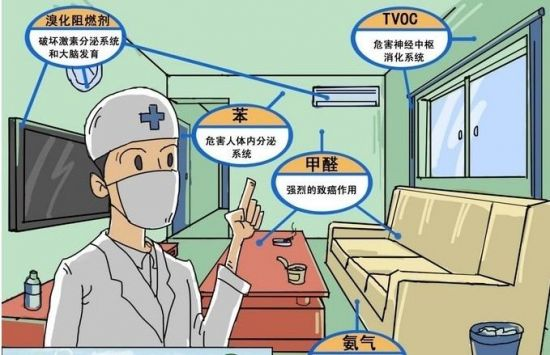 溴化阻燃剂
破坏激素分泌系统
和大脑发育
TVOC
危害神经中枢
消化系统
苯
危害人体内分泌
系统
甲醛
强烈的致癌作用
氨气